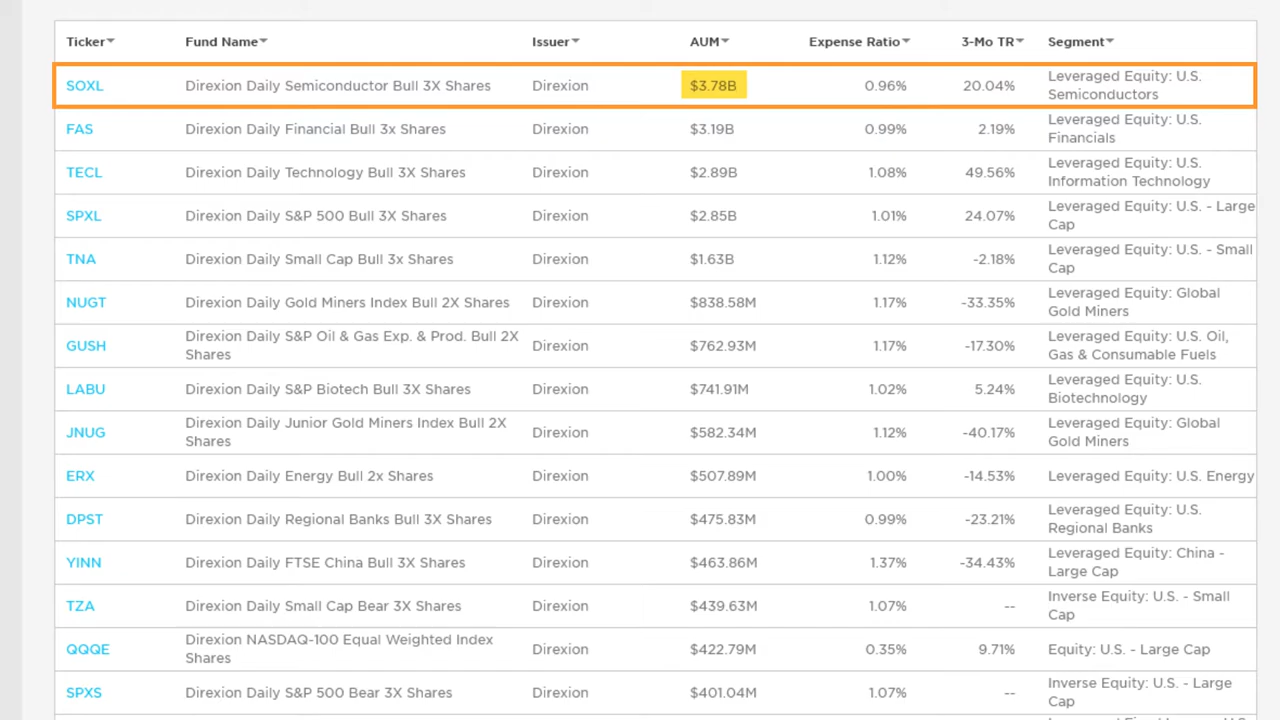 Ticker Fund Name Issuer AUM Expense Ratio 3-Mo TR Segment
SOXL Direxion Daily Semiconductor Bull 3X Shares Direxion $3.78B 0.96% 20.04% Leveraged Equity: U.S.
Semiconductors
FAS Direxion Daily Financial Bull 3x Shares Direxion $3.19B 0.99% 2.19% Leveraged Equity: U.S.
Financials
TECL Direxion Daily Technology Bull 3X Shares Direxion $2.89B 1.08% 49.56% Leveraged Equity: U.S.
Information Technology
SPXL Direxion Daily S&P 500 Bull 3X Shares Direxion $2.85B 1.01% 24.07% Leveraged Equity: U.S. - Large
Cap
TNA Direxion Daily Small Cap Bull 3x Shares Direxion $1.63B 1.12% -2.18% Leveraged Equity: U.S. - Small
Cap
NUGT Direxion Daily Gold Miners Index Bull 2X Shares Direxion $838.58M 1.17% -33.35% Leveraged Equity: Global
Gold Miners
GUSH Direxion Daily S&P Oil & Gas Exp. & Prod. Bull 2X Direxion $762.93M 1.17% -17.30% Leveraged Equity: U.S. Oil,
Shares Gas & Consumable Fuels
LABU Direxion Daily S&P Biotech Bull 3X Shares Direxion $741.91M 1.02% 5.24% Leveraged Equity: U.S.
Biotechnology
JNUG Direxion Daily Junior Gold Miners Index Bull 2X Direxion $582.34M 1.12% -40.17% Leveraged Equity: Global
Shares Gold Miners
ERX Direxion Daily Energy Bull 2x Shares Direxion $507.89M 1.00% -14.53% Leveraged Equity: U.S. Energy
DPST Direxion Daily Regional Banks Bull 3X Shares Direxion $475.83M 0.99% -23.21% Leveraged Equity: U.S.
Regional Banks
YINN Direxion Daily FTSE China Bull 3X Shares Direxion $463.86M 1.37% -34.43% Leveraged Equity: China -
Large Cap
TZA Direxion Daily Small Cap Bear 3X Shares Direxion $439.63M 1.07% -- Inverse Equity: U.S. - Small
Cap
QQQE Direxion NASDAQ-100 Equal Weighted Index Direxion $422.79M 0.35% 9.71% Equity: U.S. - Large Cap
Shares
SPXS Direxion Daily S&P 500 Bear 3X Shares Direxion $401.04M 1.07% -- Inverse Equity: U.S. - Large
Cap